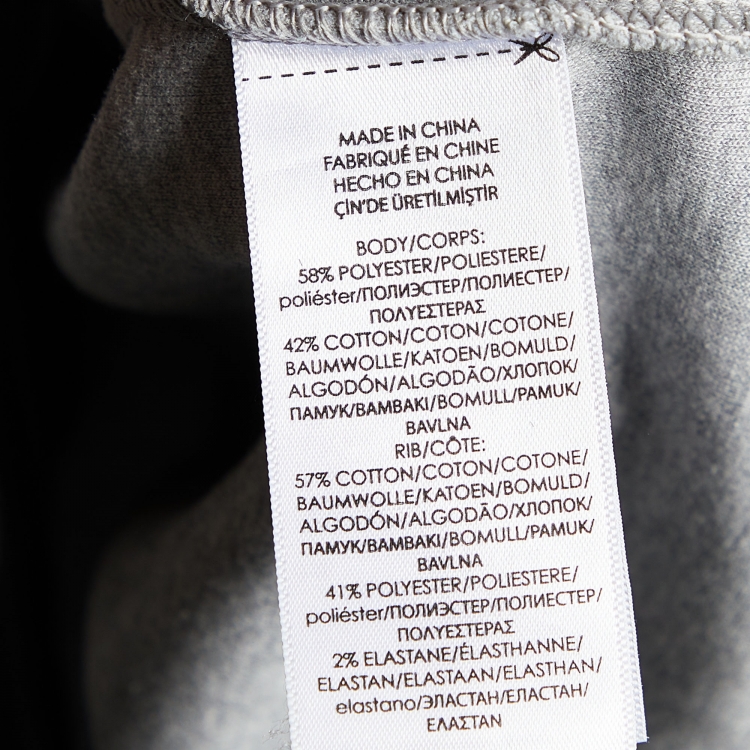 MADE IN CHINA
FABRIQUÉ EN CHINE
HECHO EN CHINA
ÇİN'DE ÜRETİLMİŞTİR
BODY/CORPS:
58% POLYESTER/POLIESTERE/
poliéster/ПОЛИЭСТЕР/ПОЛИЕСТЕР/
ΠΟΛΥΕΣΤΕΡΑΣ
42% COTTON/COTON/COTONE/
BAUMWOLLE/KATOEN/BOMULD/
ALGODÓN/ALGODÃO/ХЛОПОК/
ПАМУК/ΒΑΜΒΑΚΙ/BOMULL/PAMUK/
BAVLNA
RIB/CÔTE:
57% COTTON/COTON/COTONE/
BAUMWOLLE/KATOEN/BOMULD/
ALGODÓN/ALGODÃO/ХЛОПОК/
ПАМУК/ΒΑΜΒΑΚΙ/BOMULL/PAMUK/
BAVLNA
41% POLYESTER/POLIESTERE/
poliéster/ПОЛИЭСТЕР/ПОЛИЕСТЕР/
ΠΟΛΥΕΣΤΕΡΑΣ
2% ELASTANE/ÉLASTHANNE/
ELASTAN/ELASTAAN/ELASTHAN/
elastano/ЭЛАСТАН/ЕЛАСТАН/
ΕΛΑΣΤΑΝ